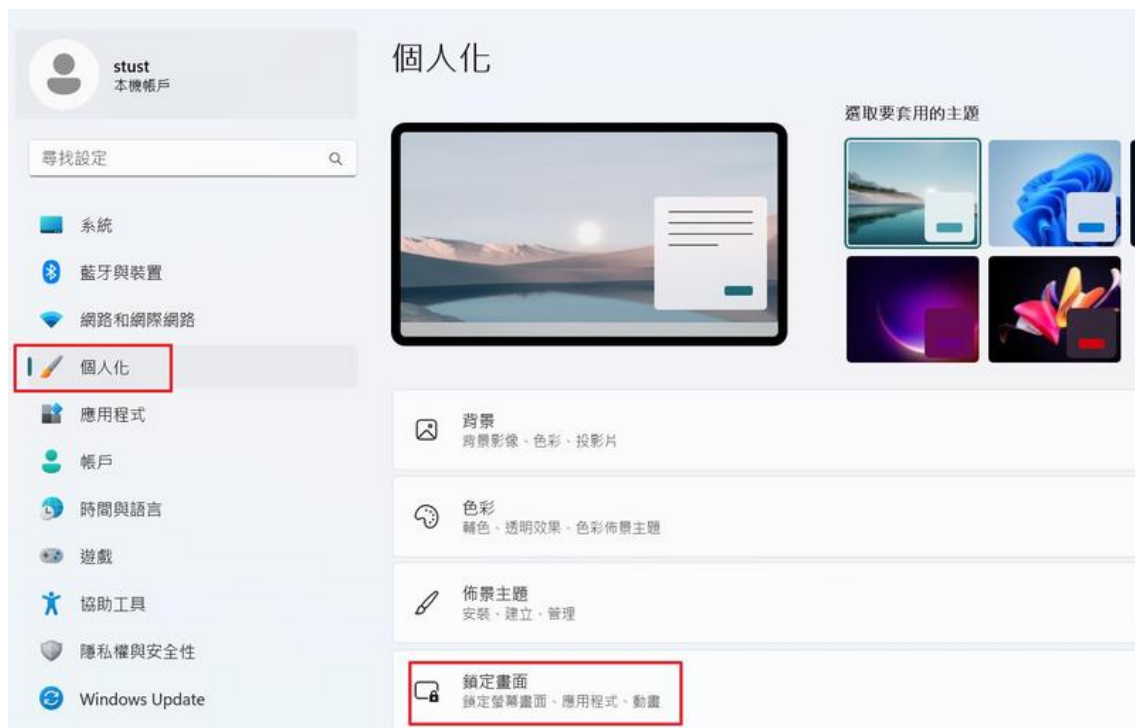 stust
本機帳戶
尋找設定
系統
藍牙與裝置
網路和網際網路
個人化
應用程式
帳戶
時間與語言
遊戲
協助工具
隱私權與安全性
Windows Update
個人化
選取要套用的主題
背景
背景影像、色彩、投影片
色彩
輔色、透明效果、色彩佈景主題
佈景主題
安裝、建立、管理
鎖定畫面
鎖定螢幕畫面、應用程式、動畫